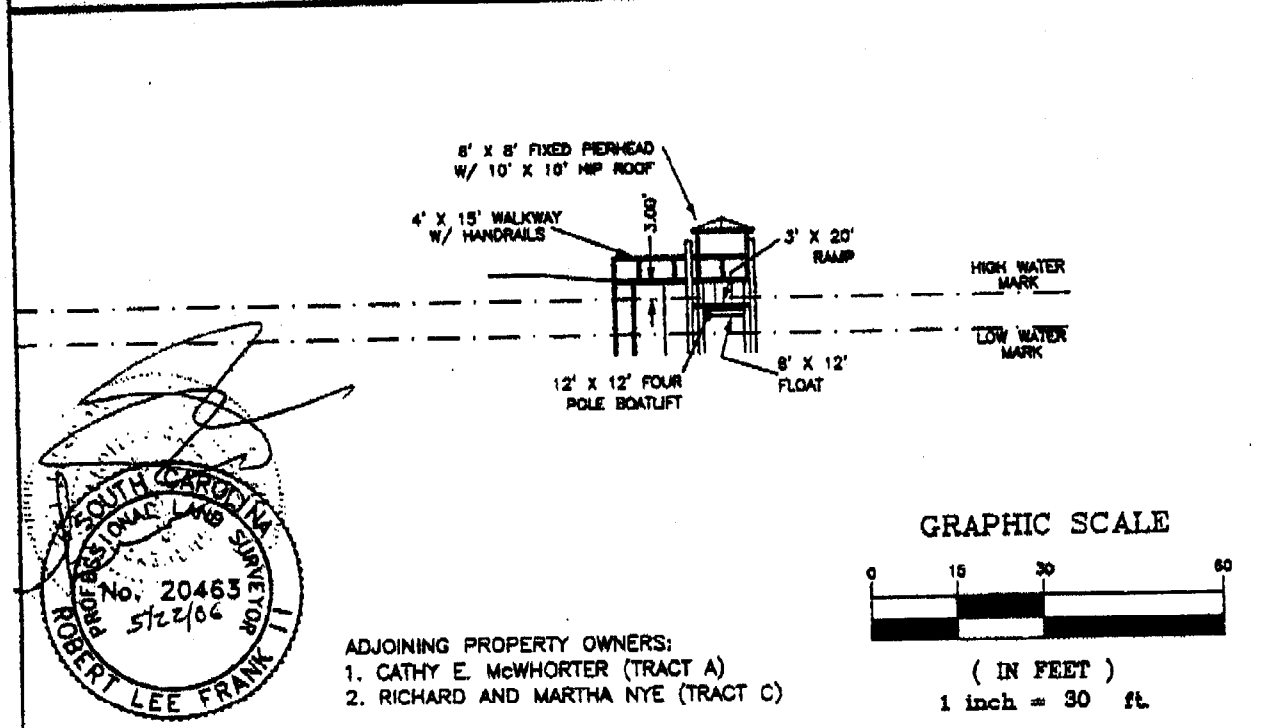 8' X 8' FIXED PIERHEAD
W/ 10' X 10' HIP ROOF
4' X 15' WALKWAY
W/ HANDRAILS
3.00'
3' X 20'
RAMP
HIGH WATER
MARK
LOW WATER
MARK
12' X 12' FOUR
POLE BOATLIFT
8' X 12'
FLOAT
SOUTH CAROLINA
PROFESSIONAL LAND SURVEYOR
No. 20463
5/22/06
ROBERT LEE FRANK II
ADJOINING PROPERTY OWNERS:
1. CATHY E. McWHORTER (TRACT A)
2. RICHARD AND MARTHA NYE (TRACT C)
GRAPHIC SCALE
0 15 30 60
( IN FEET )
1 inch = 30 ft.